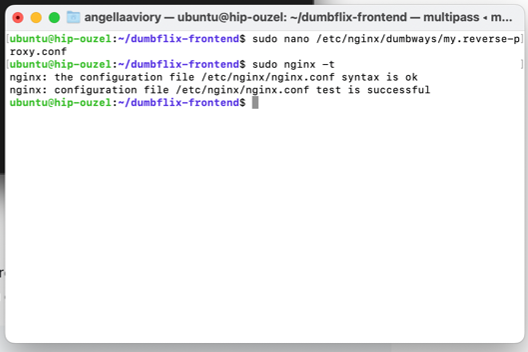 angellaaviory — ubuntu@hip-ouzel: ~/dumbflix-frontend — multipass ◂ m...
ubuntu@hip-ouzel:~/dumbflix-frontend$ sudo nano /etc/nginx/dumbways/my.reverse-p
roxy.conf
ubuntu@hip-ouzel:~/dumbflix-frontend$ sudo nginx -t
nginx: the configuration file /etc/nginx/nginx.conf syntax is ok
nginx: configuration file /etc/nginx/nginx.conf test is successful
ubuntu@hip-ouzel:~/dumbflix-frontend$